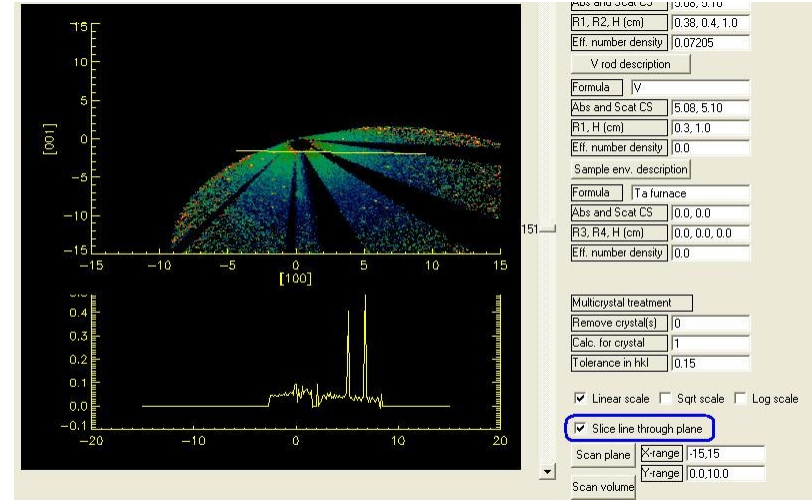 15
10
5
0
-5
-10
-15
[001]
-15 -10 -5 0 5 10 15
[100]
151
0.4
0.3
0.2
0.1
0.0
-0.1
-20 -10 0 10 20
Abs and Scat CS 5.08, 5.10
R1, R2, H (cm) 0.38, 0.4, 1.0
Eff. number density 0.07205
V rod description
Formula V
Abs and Scat CS 5.08, 5.10
R1, H (cm) 0.3, 1.0
Eff. number density 0.0
Sample env. description
Formula Ta furnace
Abs and Scat CS 0.0, 0.0
R3, R4, H (cm) 0.0, 0.0, 0.0
Eff. number density 0.0
Multicrystal treatment
Remove crystal(s) 0
Calc. for crystal 1
Tolerance in hkl 0.15
Linear scale Sqrt scale Log scale
Slice line through plane
Scan plane X-range -15,15
Y-range 0.0,10.0
Scan volume